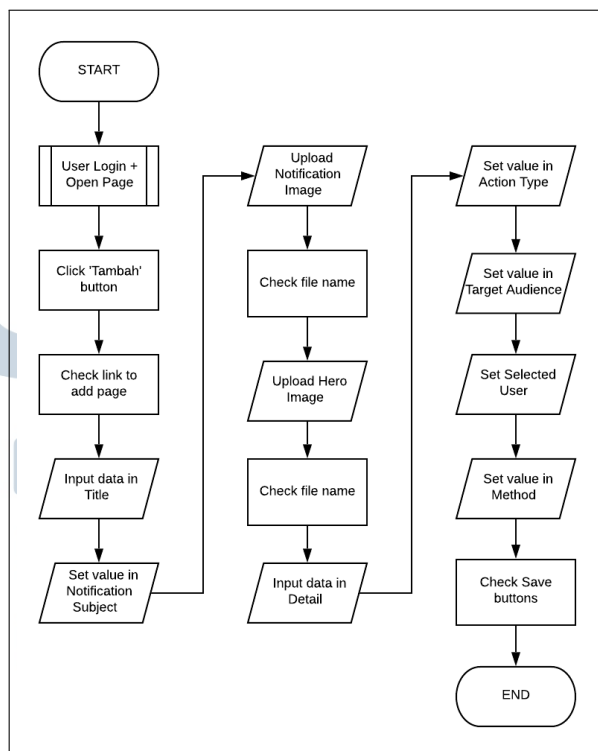 START
User Login +
Open Page
Click 'Tambah'
button
Check link to
add page
Input data in
Title
Set value in
Notification
Subject
Upload
Notification
Image
Check file name
Upload Hero
Image
Check file name
Input data in
Detail
Set value in
Action Type
Set value in
Target Audience
Set Selected
User
Set value in
Method
Check Save
buttons
END